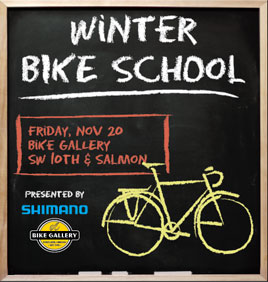 WINTER
BIKE SCHOOL
FRIDAY, NOV 20
BIKE GALLERY
SW 10TH & SALMON
PRESENTED BY
SHIMANO
BIKE GALLERY